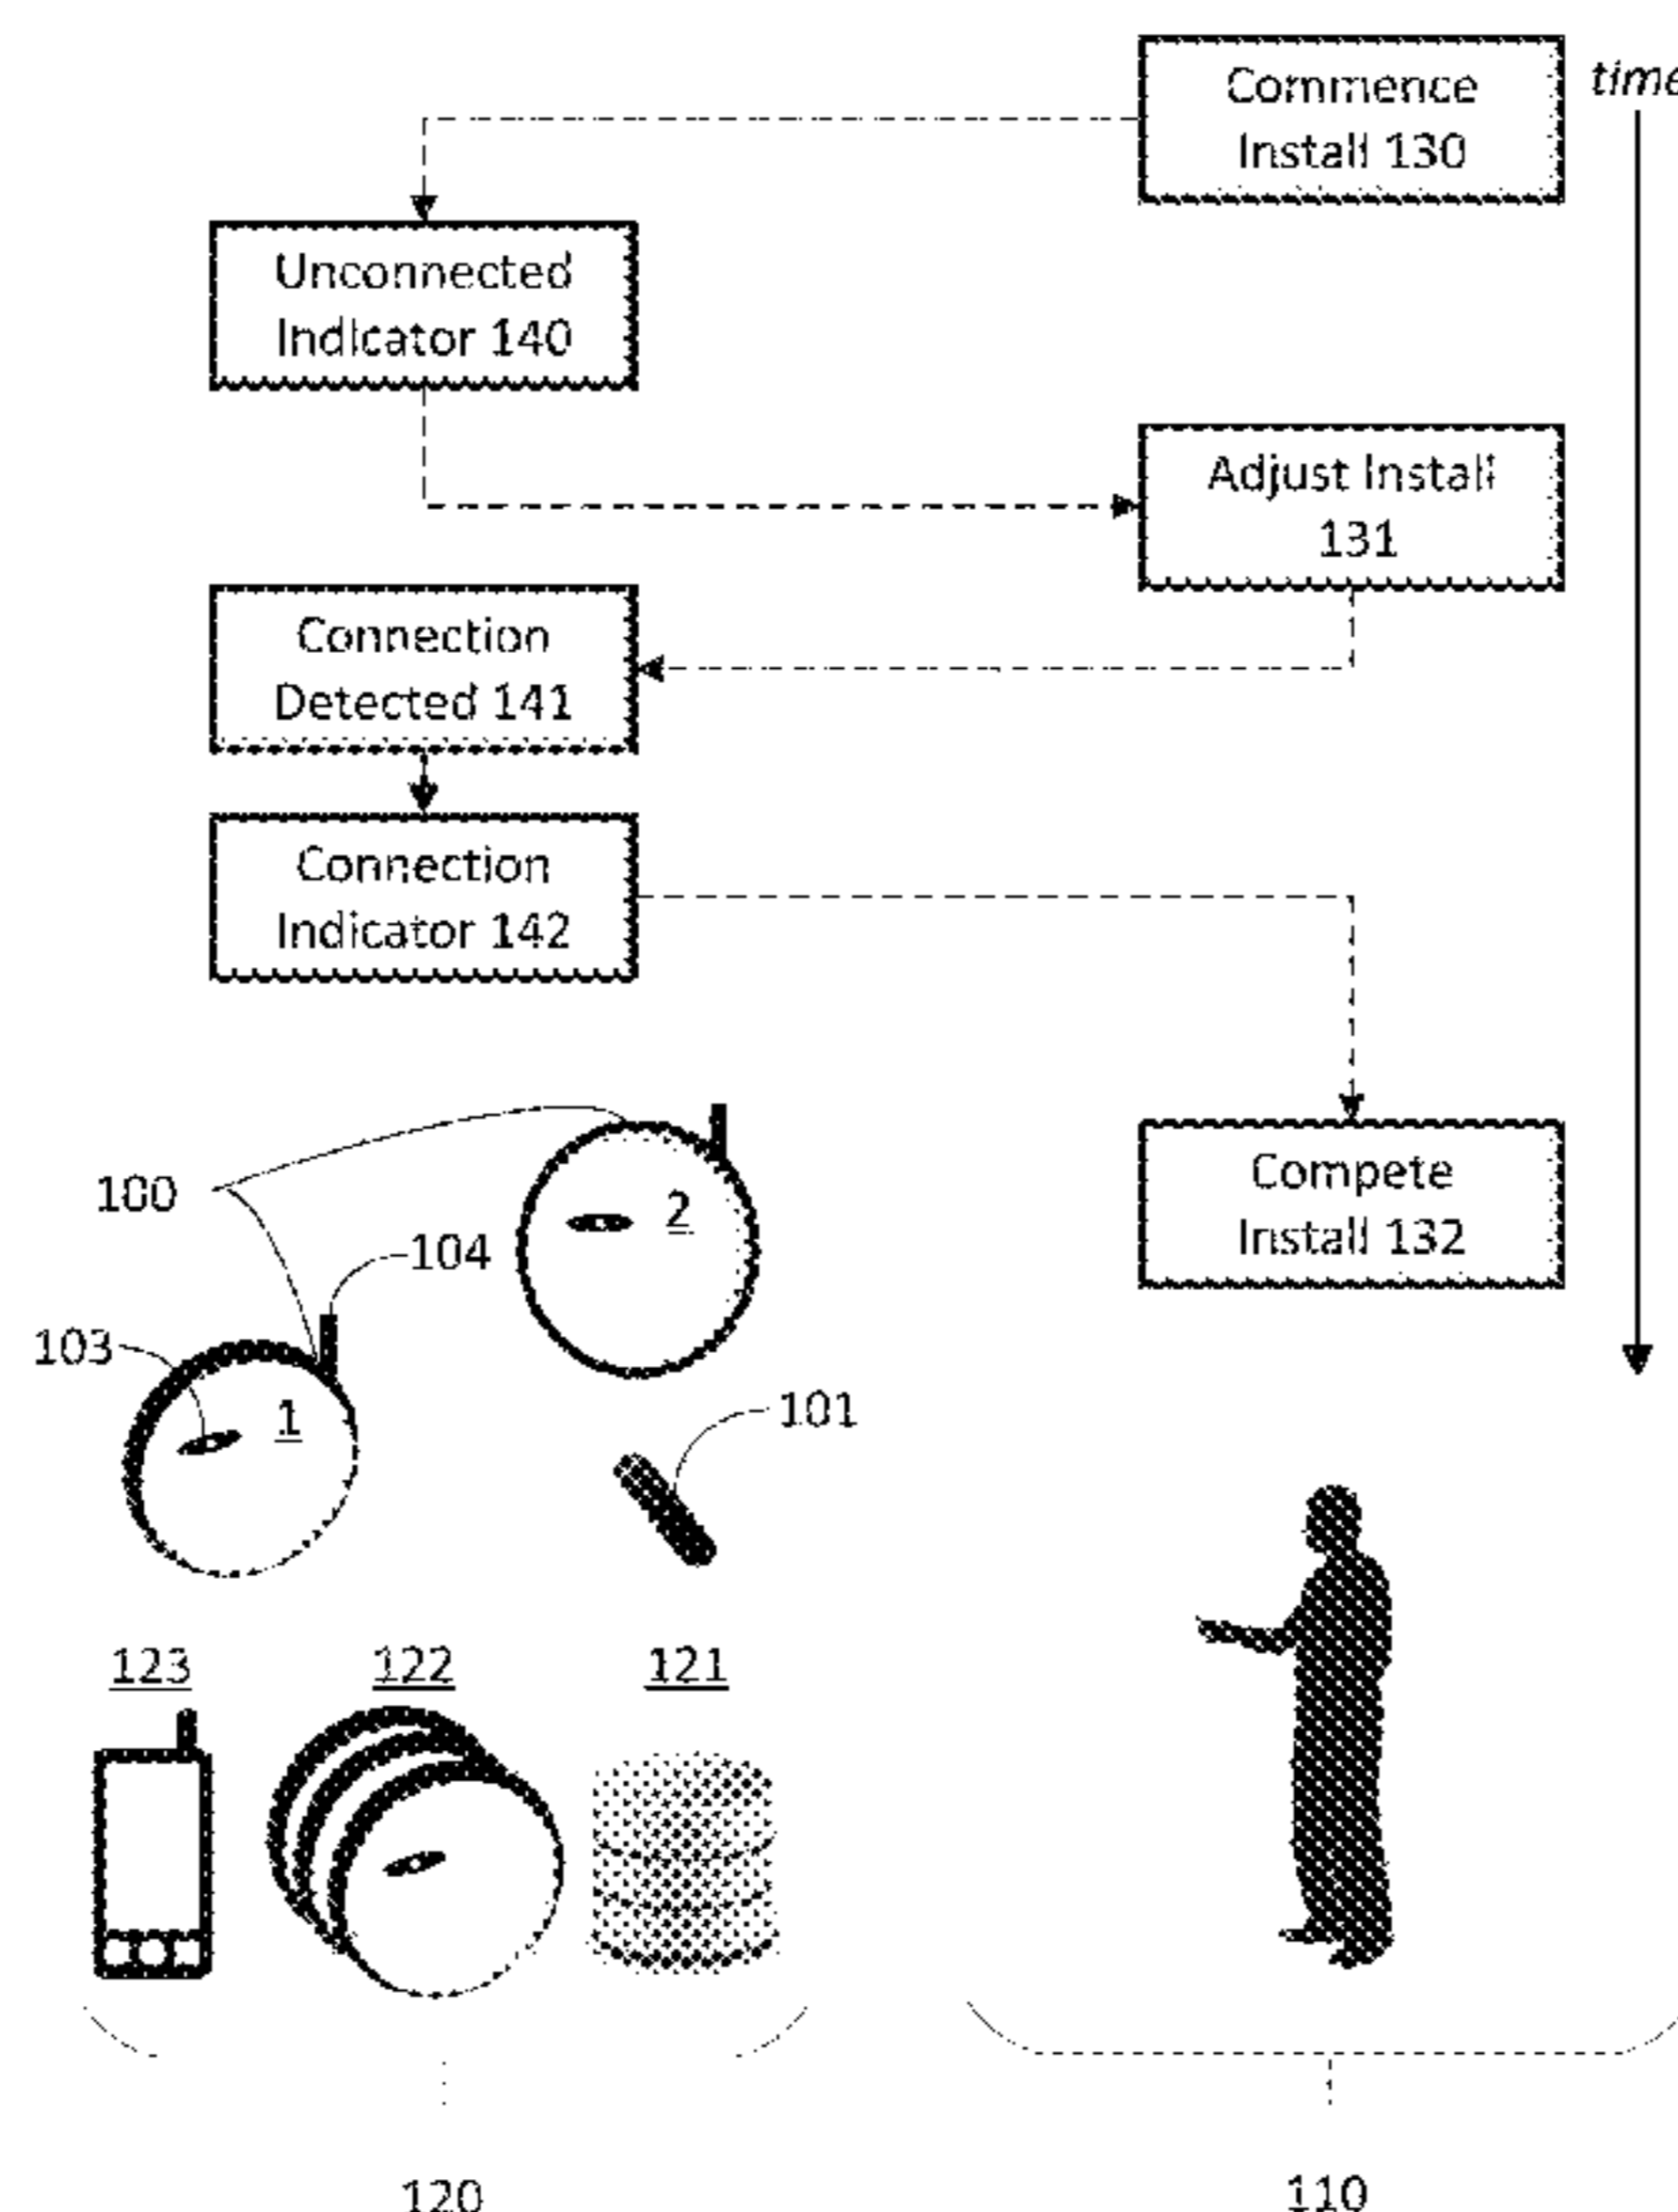 Commence
Install 130
time
Unconnected
Indicator 140
Adjust Install
131
Connection
Detected 141
Connection
Indicator 142
Compete
Install 132
100
2
104
103
1
101
123
122
121
120
110